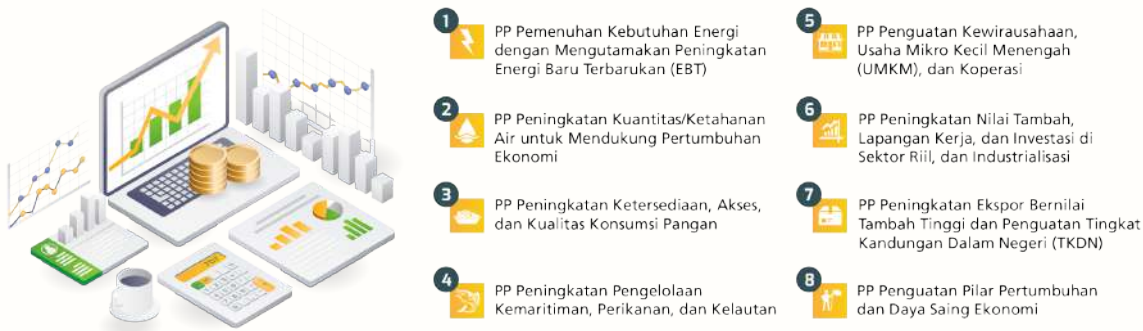 1
PP Pemenuhan Kebutuhan Energi
dengan Mengutamakan Peningkatan
Energi Baru Terbarukan (EBT)
2
PP Peningkatan Kuantitas/Ketahanan
Air untuk Mendukung Pertumbuhan
Ekonomi
3
PP Peningkatan Ketersediaan, Akses,
dan Kualitas Konsumsi Pangan
4
PP Peningkatan Pengelolaan
Kemaritiman, Perikanan, dan Kelautan
5
PP Penguatan Kewirausahaan,
Usaha Mikro Kecil Menengah
(UMKM), dan Koperasi
6
PP Peningkatan Nilai Tambah,
Lapangan Kerja, dan Investasi di
Sektor Riil, dan Industrialisasi
7
PP Peningkatan Ekspor Bernilai
Tambah Tinggi dan Penguatan Tingkat
Kandungan Dalam Negeri (TKDN)
8
PP Penguatan Pilar Pertumbuhan
dan Daya Saing Ekonomi